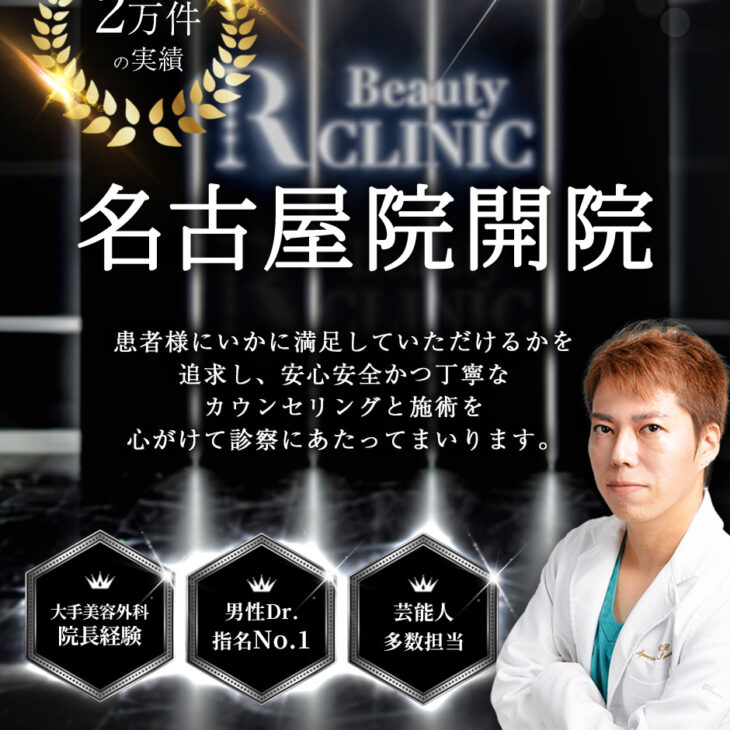 2万件
の実績
R Beauty
CLINIC
名古屋院開院
患者様にいかに満足していただけるかを
追求し、安心安全かつ丁寧な
カウンセリングと施術を
心がけて診察にあたってまいります。
大手美容外科
院長経験
男性Dr.
指名No.1
芸能人
多数担当